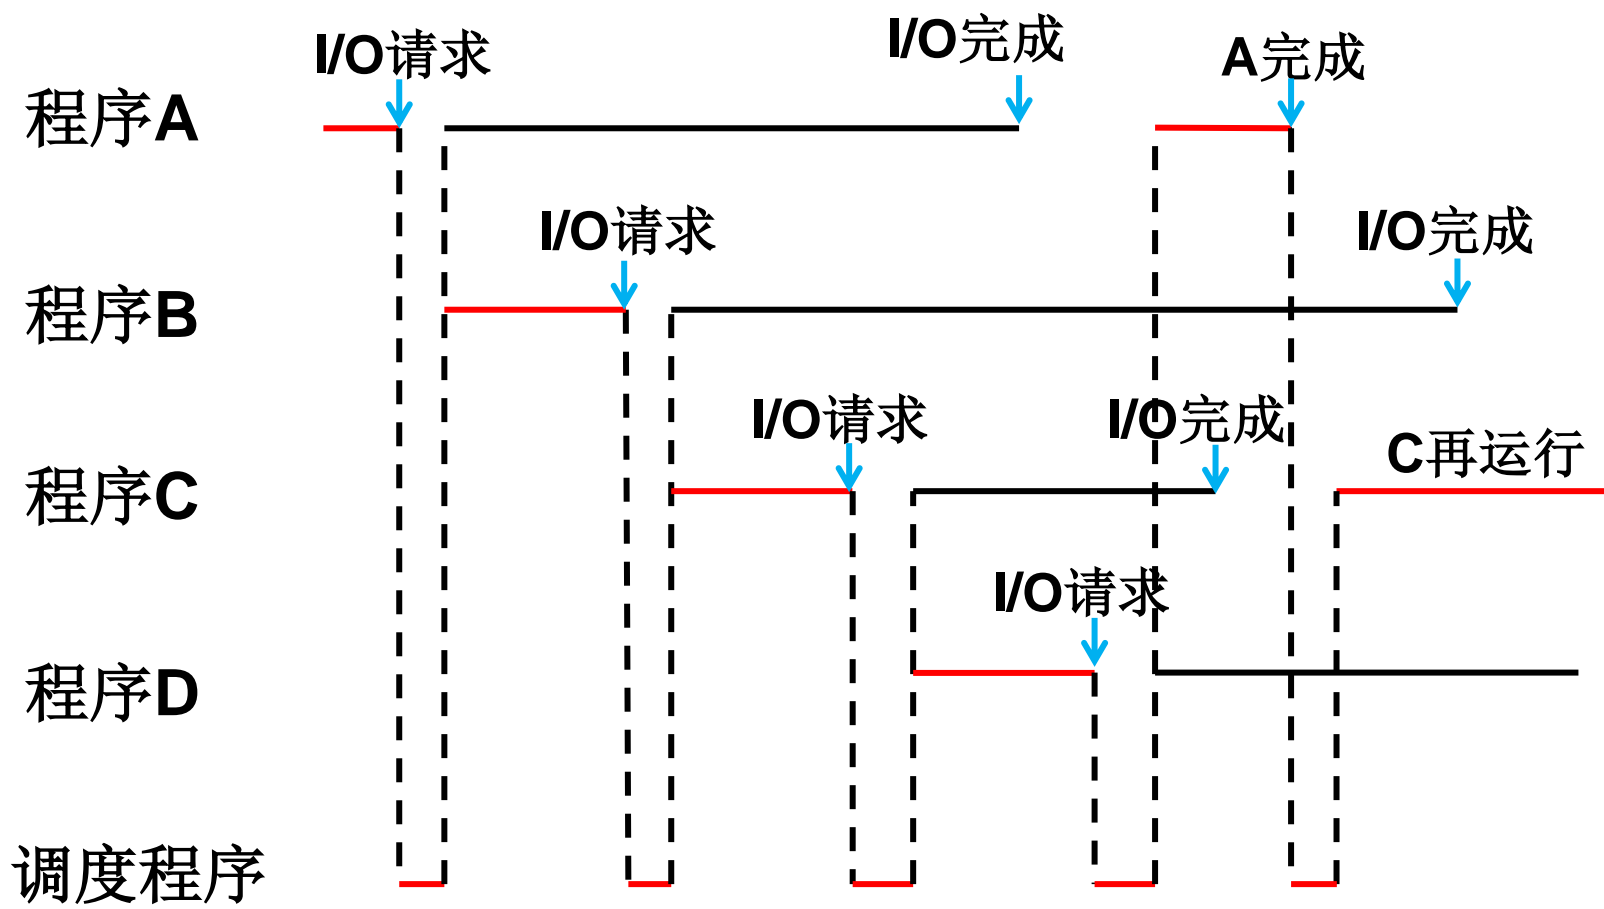 I/O请求
I/O完成
A完成
程序A
I/O请求
I/O完成
程序B
I/O请求
I/O完成
C再运行
程序C
I/O请求
程序D
调度程序